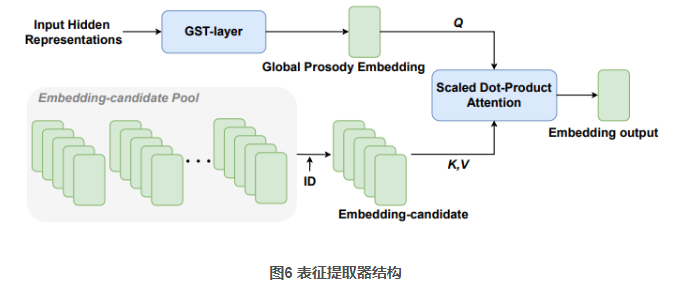 Input Hidden
Representations
GST-layer
Q
Global Prosody Embedding
Scaled Dot-Product
Attention
Embedding output
Embedding-candidate Pool
ID
K,V
Embedding-candidate
图6 表征提取器结构